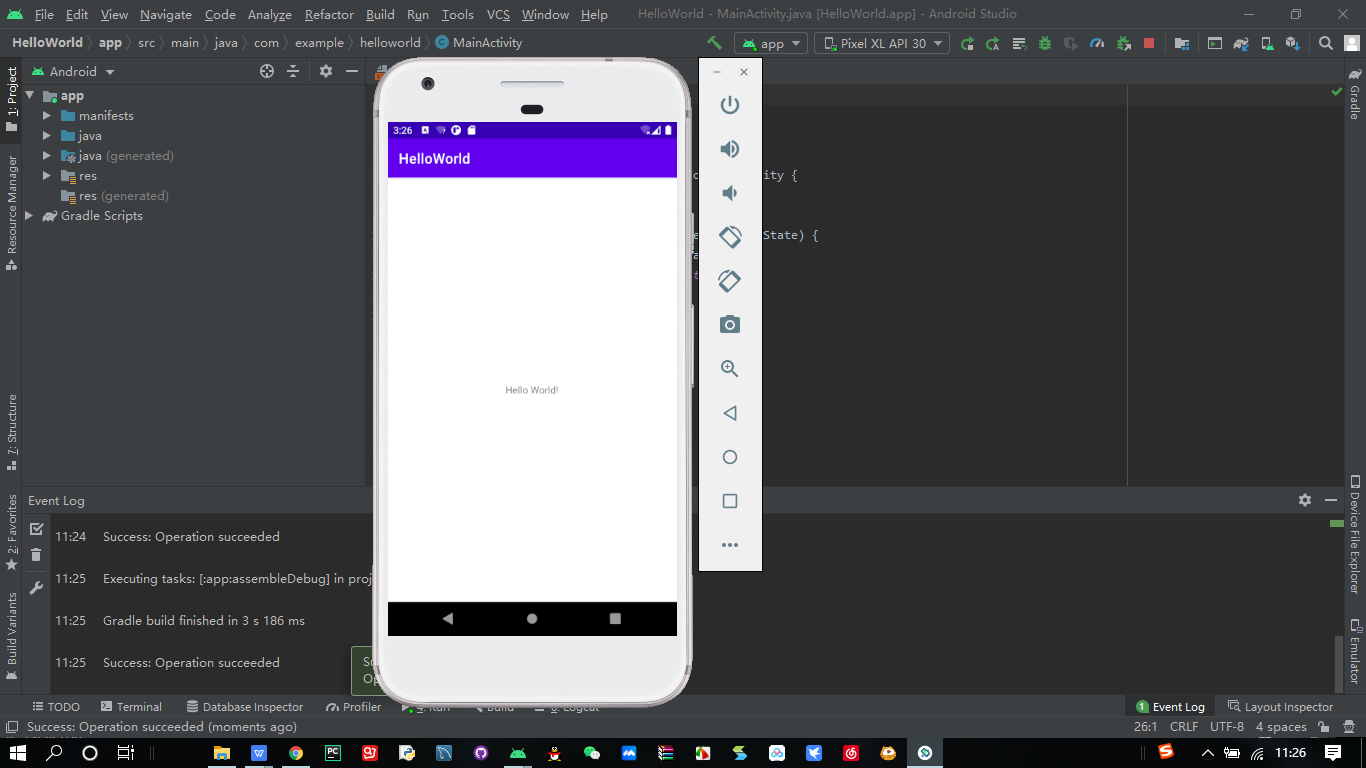 File Edit View Navigate Code Analyze Refactor Build Run Tools VCS Window Help HelloWorld - MainActivity.java [HelloWorld.app] - Android Studio
HelloWorld app src main java com example helloworld MainActivity app Pixel XL API 30
1: Project
Resource Manager
7: Structure
2: Favorites
Build Variants
Android
app
manifests
java
java (generated)
res
res (generated)
Gradle Scripts
3:26
HelloWorld
Hello World!
ity {
State) {
Gradle
Device File Explorer
Emulator
Event Log
11:24 Success: Operation succeeded
11:25 Executing tasks: [:app:assembleDebug] in proj
11:25 Gradle build finished in 3 s 186 ms
11:25 Success: Operation succeeded
TODO Terminal Database Inspector Profiler 4: Run Build 6: Logcat 1 Event Log Layout Inspector
Success: Operation succeeded (moments ago) 26:1 CRLF UTF-8 4 spaces
11:26